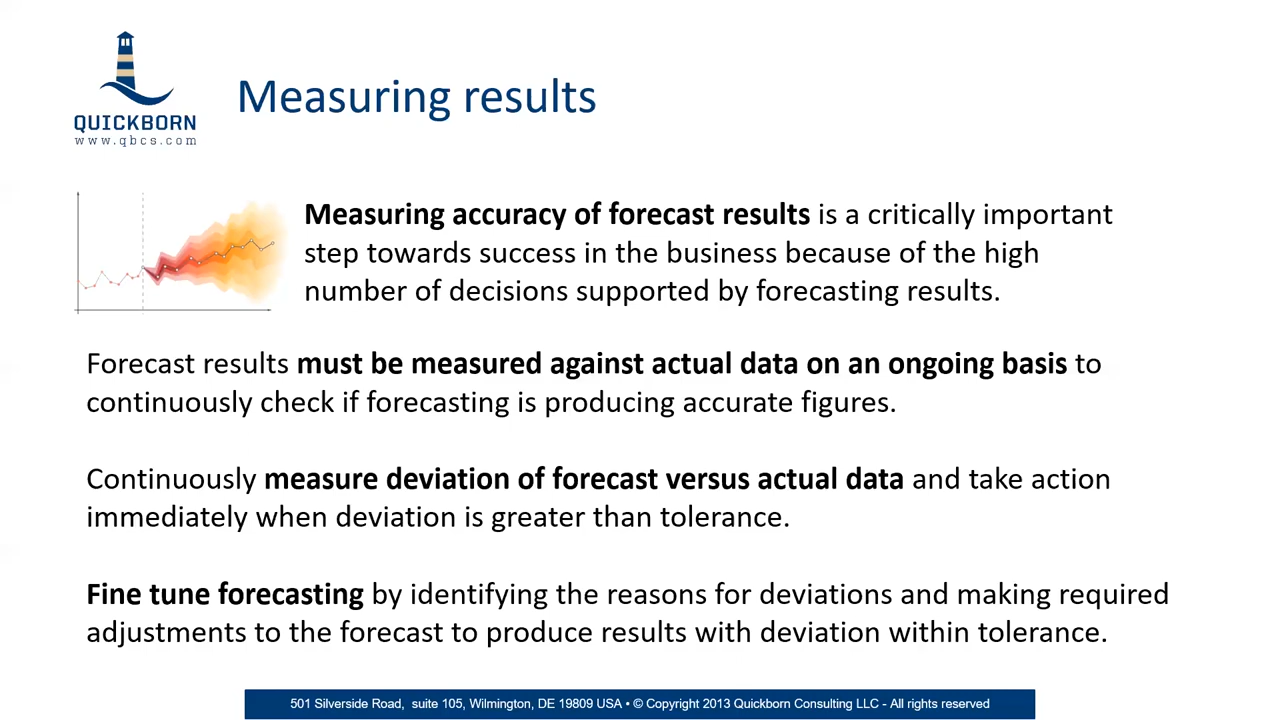 QUICKBORN
www.qbcs.com
Measuring results
Measuring accuracy of forecast results is a critically important
step towards success in the business because of the high
number of decisions supported by forecasting results.
Forecast results must be measured against actual data on an ongoing basis to
continuously check if forecasting is producing accurate figures.
Continuously measure deviation of forecast versus actual data and take action
immediately when deviation is greater than tolerance.
Fine tune forecasting by identifying the reasons for deviations and making required
adjustments to the forecast to produce results with deviation within tolerance.
501 Silverside Road, suite 105, Wilmington, DE 19809 USA • © Copyright 2013 Quickborn Consulting LLC - All rights reserved